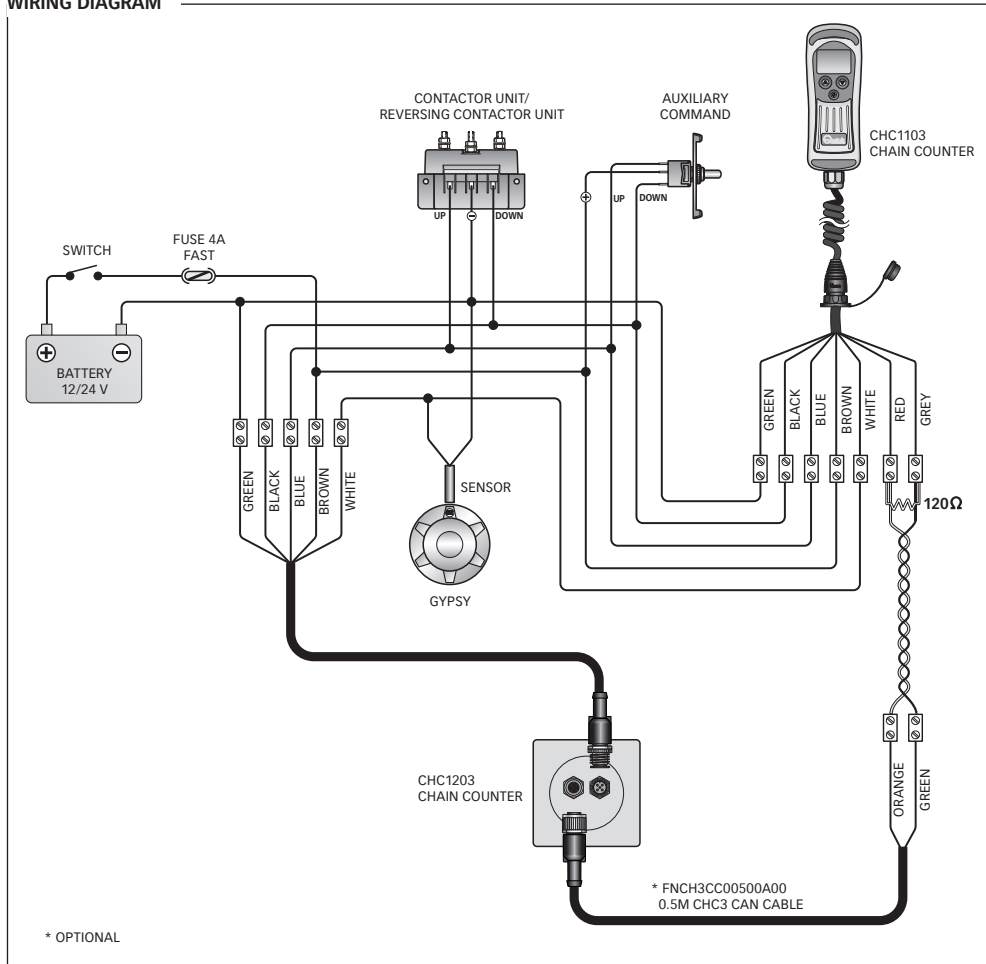 WIRING DIAGRAM
CONTACTOR UNIT/
REVERSING CONTACTOR UNIT
AUXILIARY
COMMAND
CHC1103
CHAIN COUNTER
UP
DOWN
UP
DOWN
SWITCH
FUSE 4A
FAST
BATTERY
12/24 V
GREEN
BLACK
BLUE
BROWN
WHITE
SENSOR
GYPSY
GREEN
BLACK
BLUE
BROWN
WHITE
RED
GREY
120Ω
CHC1203
CHAIN COUNTER
ORANGE
GREEN
* FNCH3CC00500A00
0.5M CHC3 CAN CABLE
* OPTIONAL